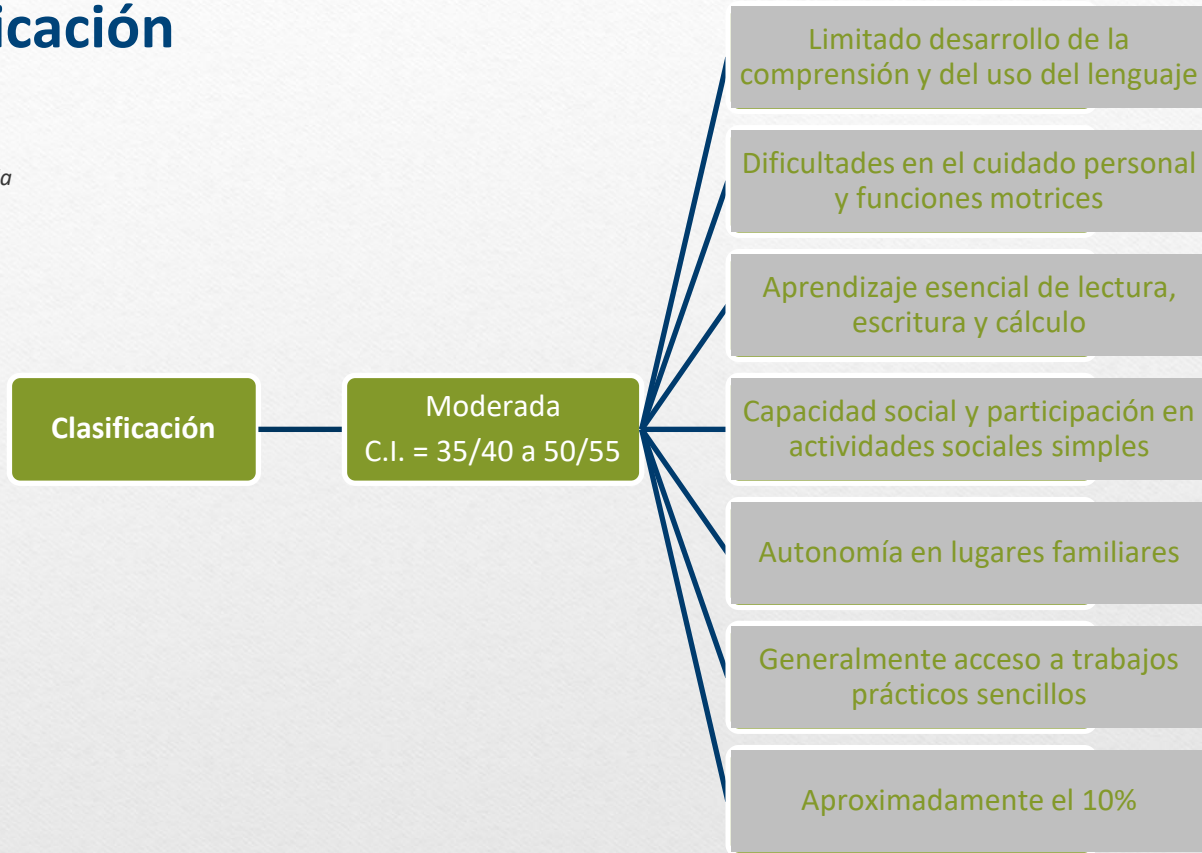 icación
a
Clasificación
Moderada
C.I. = 35/40 a 50/55
Limitado desarrollo de la
comprensión y del uso del lenguaje
Dificultades en el cuidado personal
y funciones motrices
Aprendizaje esencial de lectura,
escritura y cálculo
Capacidad social y participación en
actividades sociales simples
Autonomía en lugares familiares
Generalmente acceso a trabajos
prácticos sencillos
Aproximadamente el 10%